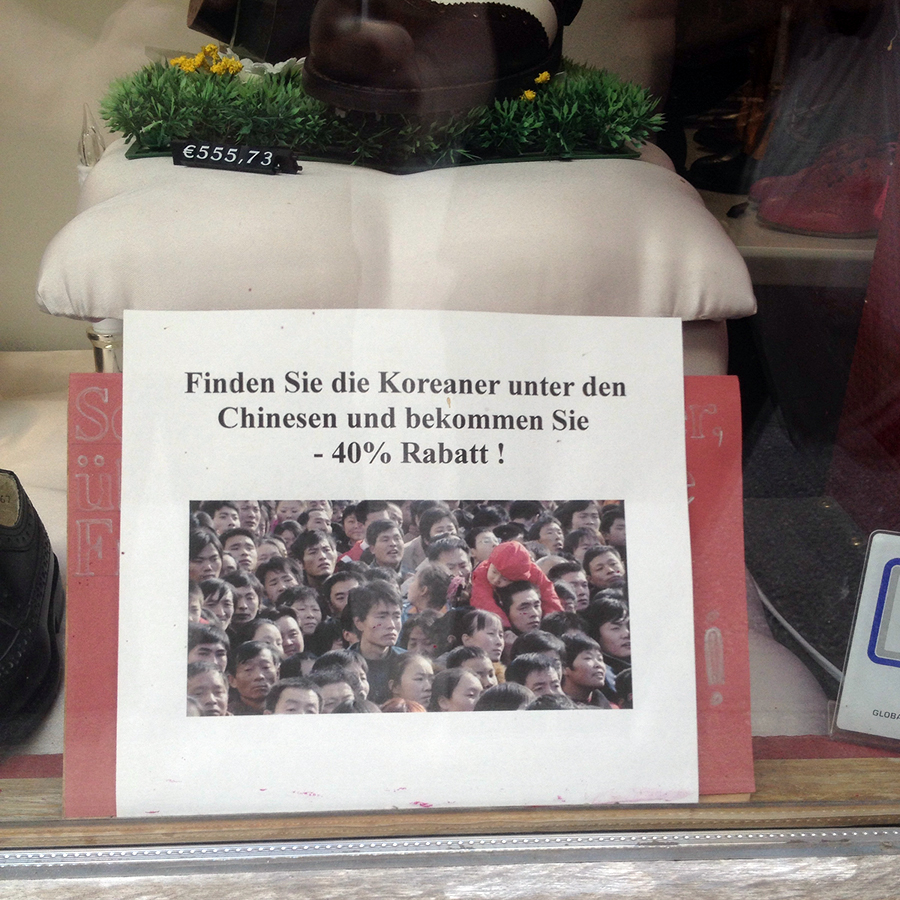 €555,73
Finden Sie die Koreaner unter den
Chinesen und bekommen Sie
- 40% Rabatt !